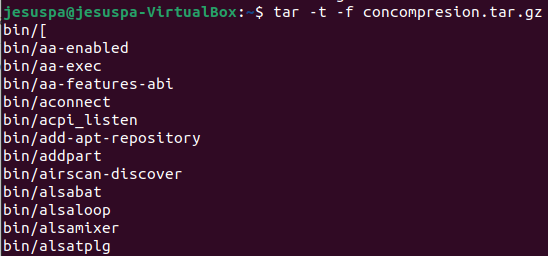 jesuspa@jesuspa-VirtualBox:~$ tar -t -f concompresion.tar.gz
bin/[
bin/aa-enabled
bin/aa-exec
bin/aa-features-abi
bin/aconnect
bin/acpi_listen
bin/add-apt-repository
bin/addpart
bin/airscan-discover
bin/alsabat
bin/alsaloop
bin/alsamixer
bin/alsatplg